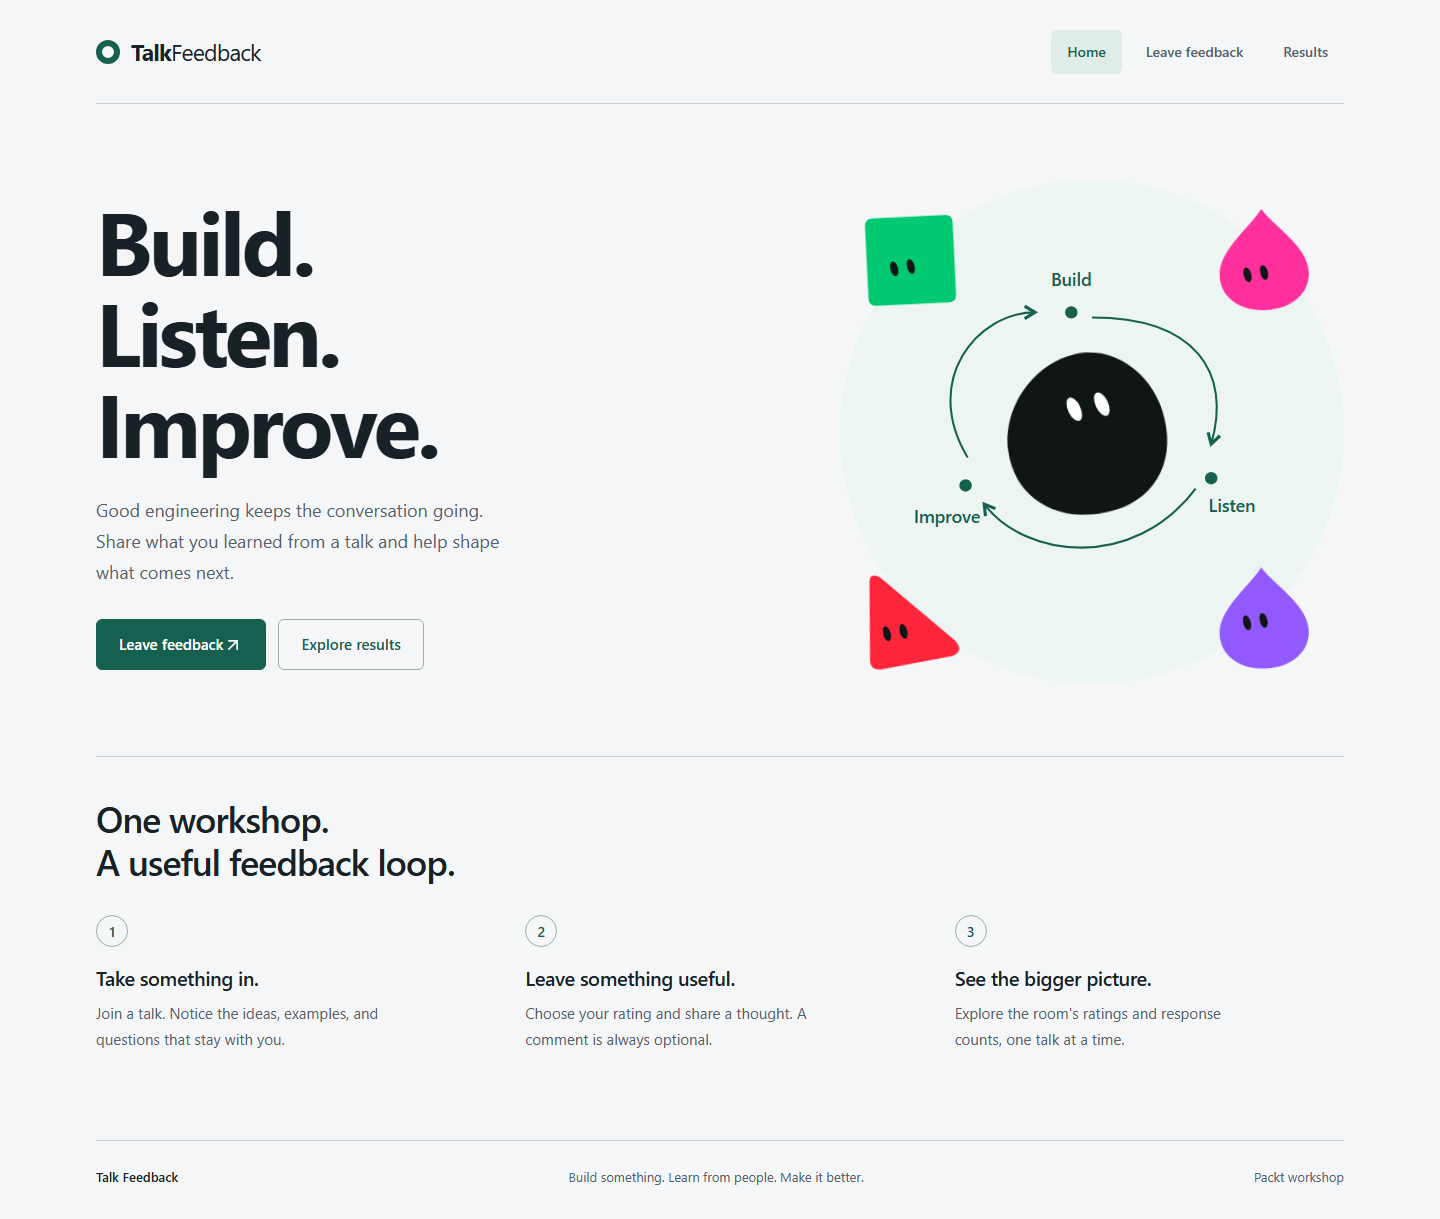 TalkFeedback
Home
Leave feedback
Results
Build.
Listen.
Improve.
Good engineering keeps the conversation going.
Share what you learned from a talk and help shape
what comes next.
Leave feedback
Explore results
Build
Listen
Improve
One workshop.
A useful feedback loop.
1
Take something in.
Join a talk. Notice the ideas, examples, and
questions that stay with you.
2
Leave something useful.
Choose your rating and share a thought. A
comment is always optional.
3
See the bigger picture.
Explore the room's ratings and response
counts, one talk at a time.
Talk Feedback
Build something. Learn from people. Make it better.
Packt workshop